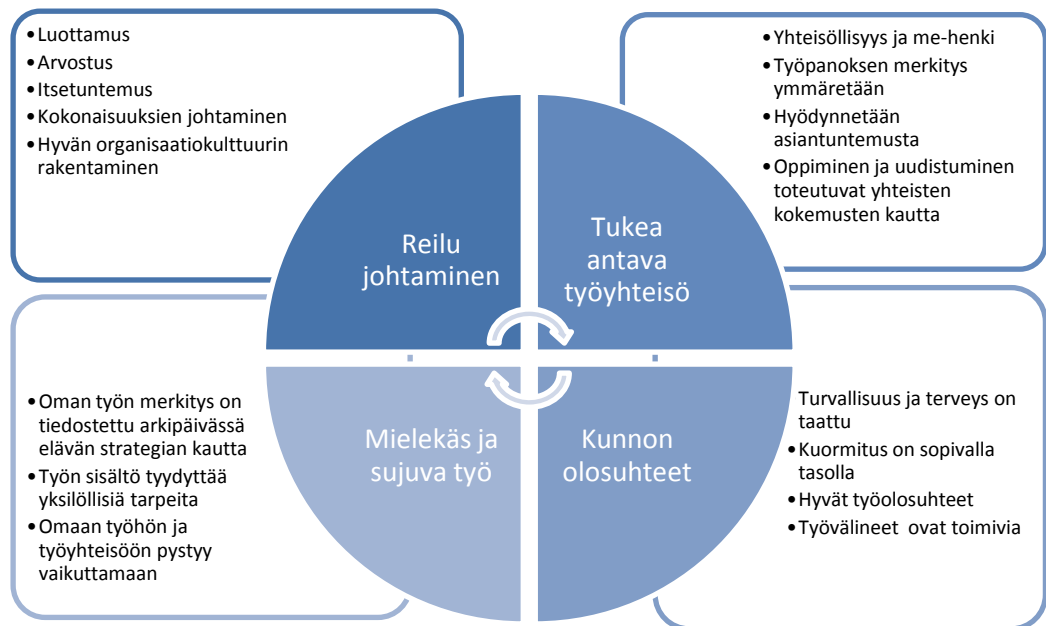 •Luottamus
•Arvostus
•Itsetuntemus
•Kokonaisuuksien johtaminen
•Hyvän organisaatiokulttuurin
rakentaminen
•Yhteisöllisyys ja me-henki
•Työpanoksen merkitys
ymmäretään
•Hyödynnetään
asiantuntemusta
•Oppiminen ja uudistuminen
toteutuvat yhteisten
kokemusten kautta
Reilu
johtaminen
Tukea
antava
työyhteisö
•Oman työn merkitys on
tiedostettu arkipäivässä
elävän strategian kautta
•Työn sisältö tyydyttää
yksilöllisiä tarpeita
•Omaan työhön ja
työyhteisöön pystyy
vaikuttamaan
Mielekäs ja
sujuva työ
Kunnon
olosuhteet
Turvallisuus ja terveys on
taattu
•Kuormitus on sopivalla
tasolla
•Hyvät työolosuhteet
•Työvälineet ovat toimivia